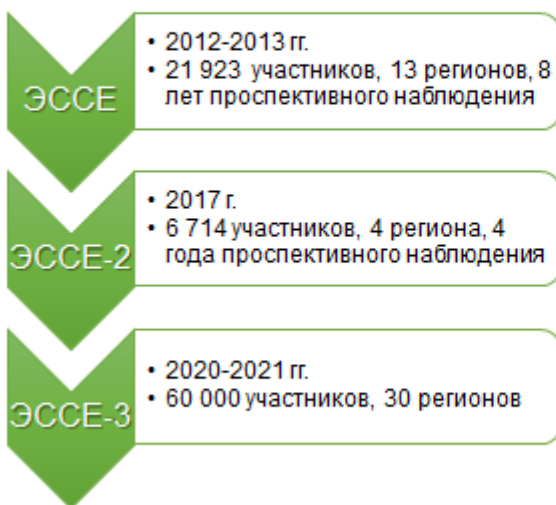 ЭССЕ
• 2012-2013 гг.
• 21 923 участников, 13 регионов, 8
лет проспективного наблюдения
ЭССЕ-2
• 2017 г.
• 6 714 участников, 4 региона, 4
года проспективного наблюдения
ЭССЕ-3
• 2020-2021 гг.
• 60 000 участников, 30 регионов